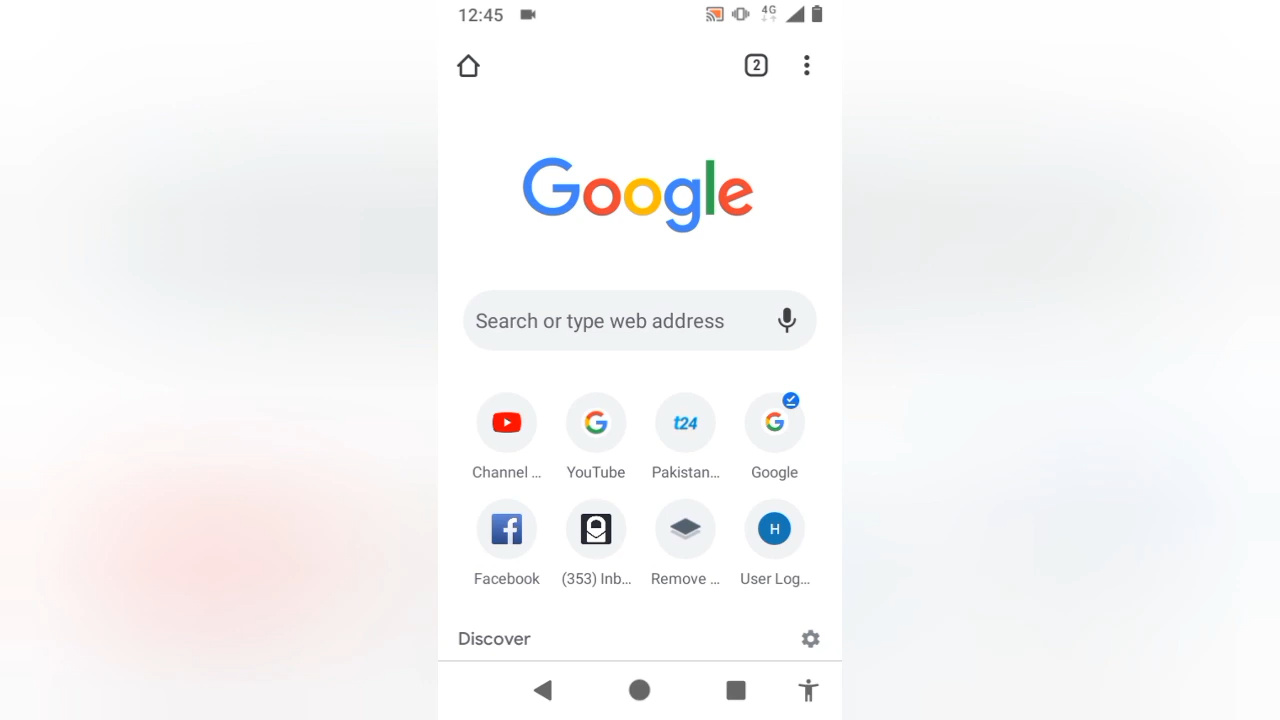 12:45
4G
2
Google
Search or type web address
t24
Channel ...
YouTube
Pakistan...
Google
H
Facebook
(353) Inb...
Remove ...
User Log...
Discover